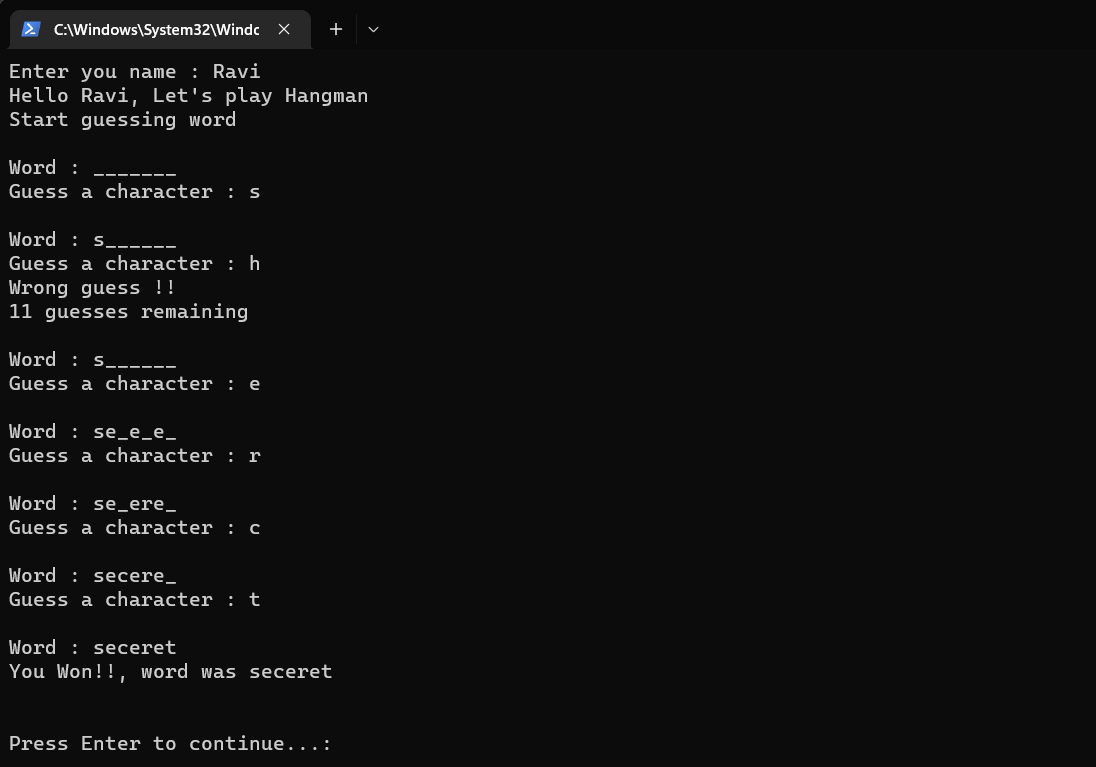 C:\Windows\System32\Windc
Enter you name : Ravi
Hello Ravi, Let's play Hangman
Start guessing word
Word : _______
Guess a character : s
Word : s______
Guess a character : h
Wrong guess !!
11 guesses remaining
Word : s______
Guess a character : e
Word : se_e_e_
Guess a character : r
Word : se_ere_
Guess a character : c
Word : secere_
Guess a character : t
Word : seceret
You Won!!, word was seceret
Press Enter to continue...: